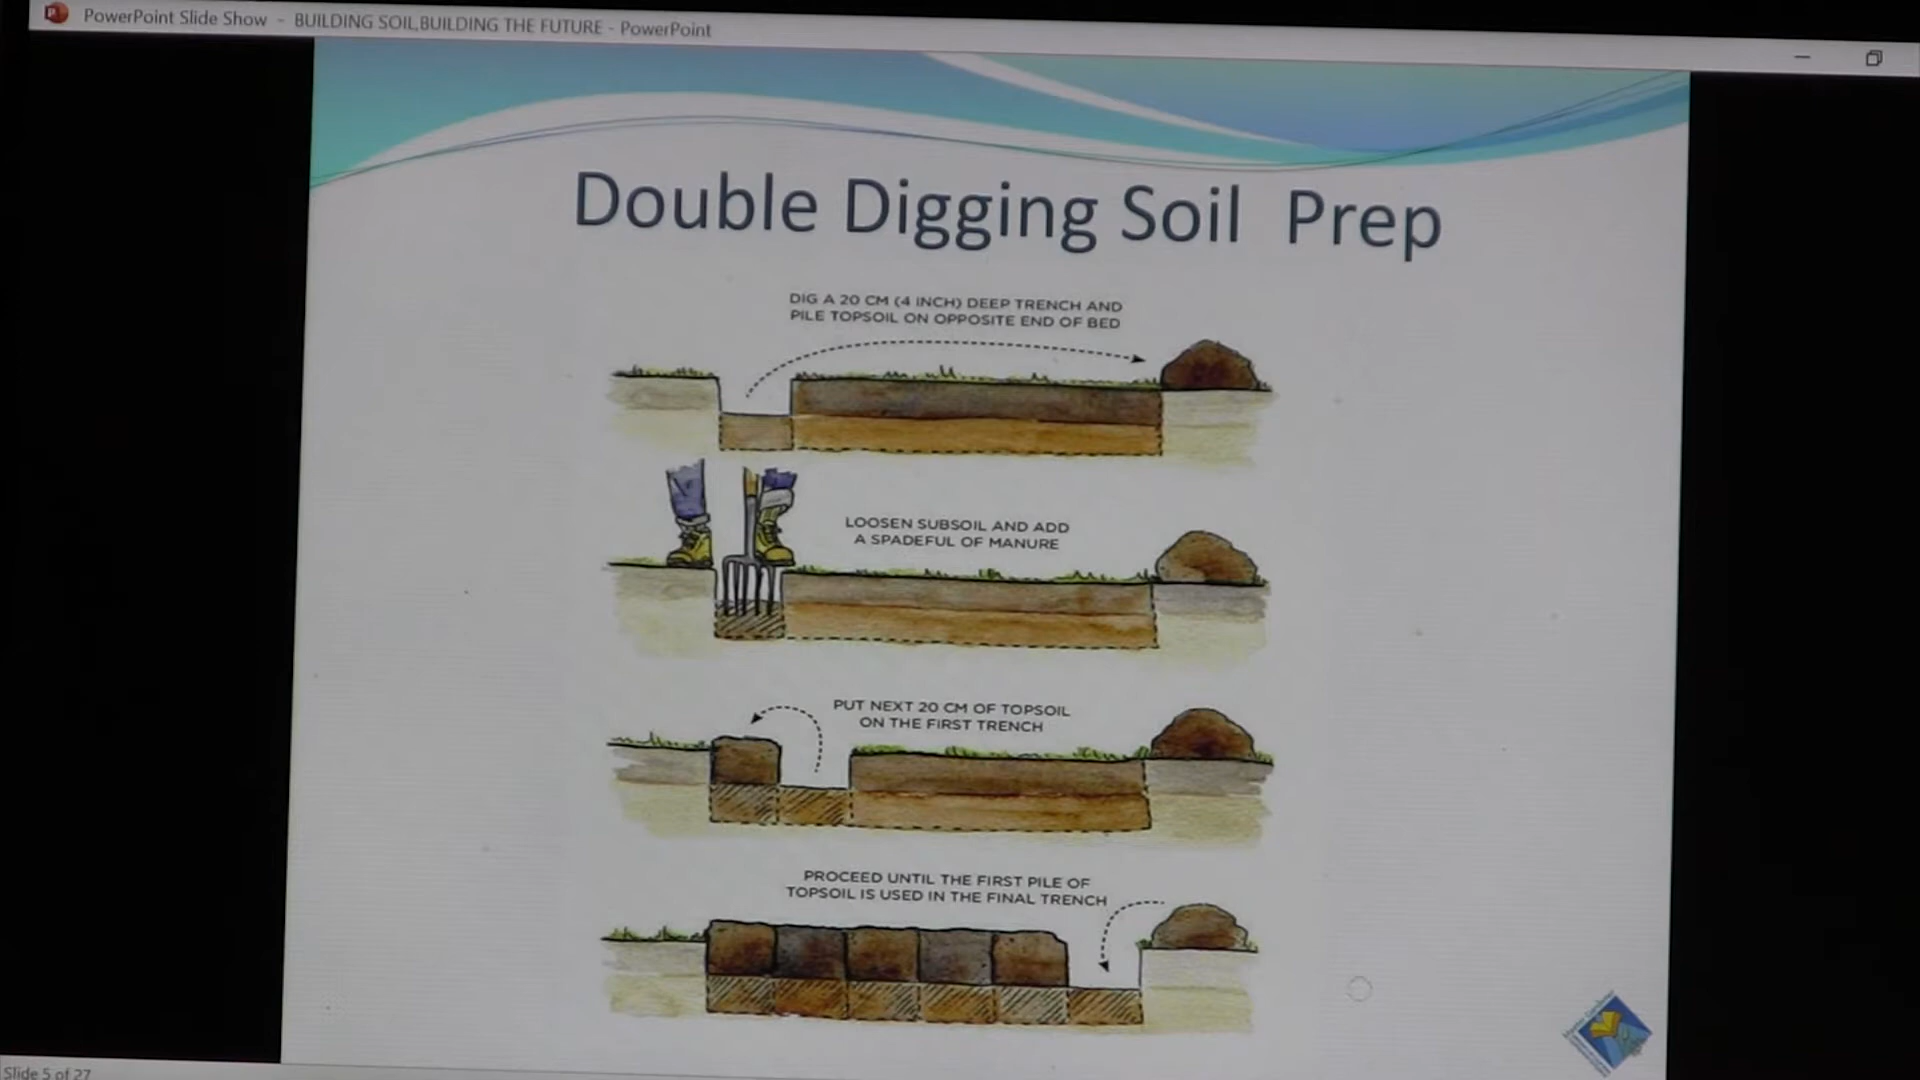 PowerPoint Slide Show - BUILDING SOIL,BUILDING THE FUTURE - PowerPoint
Double Digging Soil Prep
DIG A 20 CM (4 INCH) DEEP TRENCH AND
PILE TOPSOIL ON OPPOSITE END OF BED
LOOSEN SUBSOIL AND ADD
A SPADEFUL OF MANURE
PUT NEXT 20 CM OF TOPSOIL
ON THE FIRST TRENCH
PROCEED UNTIL THE FIRST PILE OF
TOPSOIL IS USED IN THE FINAL TRENCH
Slide 5 of 27